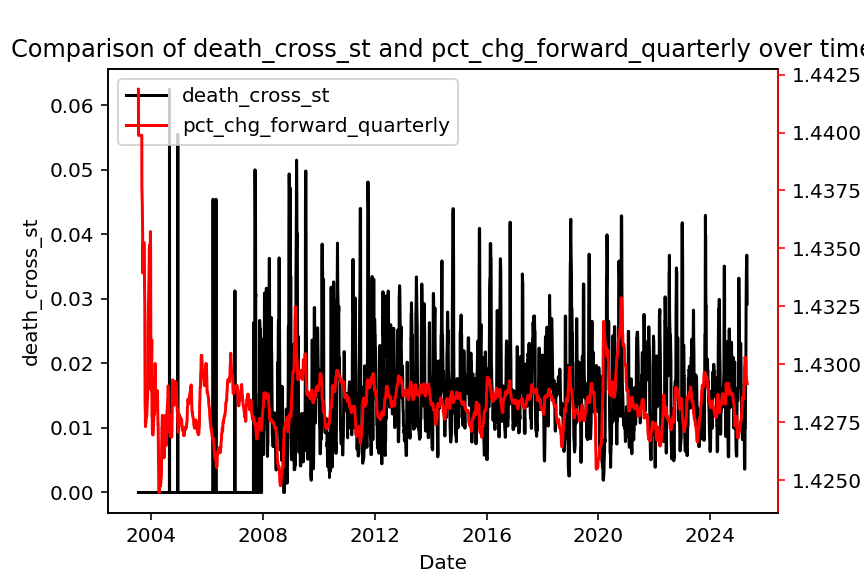 Comparison of death_cross_st and pct_chg_forward_quarterly over time
death_cross_st
pct_chg_forward_quarterly
0.06
0.05
0.04
0.03
0.02
0.01
0.00
death_cross_st
1.4425
1.4400
1.4375
1.4350
1.4325
1.4300
1.4275
1.4250
2004 2008 2012 2016 2020 2024
Date